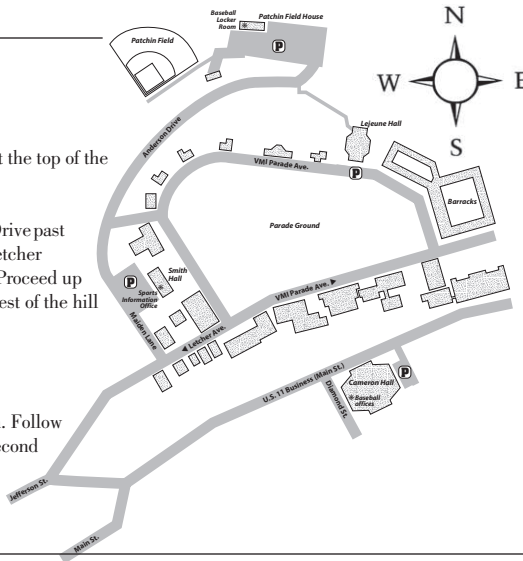 t the top of the
Drive past
etcher
Proceed up
est of the hill
. Follow
econd
Baseball
Locker
Room
Patchin Field House
Patchin Field
P
N
W
E
S
Anderson Drive
Lejeune Hall
VMI Parade Ave.
P
Barracks
Parade Ground
Smith
Hall
P
Sports
Information
Office
VMI Parade Ave.
Maiden Lane
Letcher Ave.
U.S. 11 Business (Main St.)
P
Cameron Hall
Baseball
offices
Diamond St.
Jefferson St.
Main St.